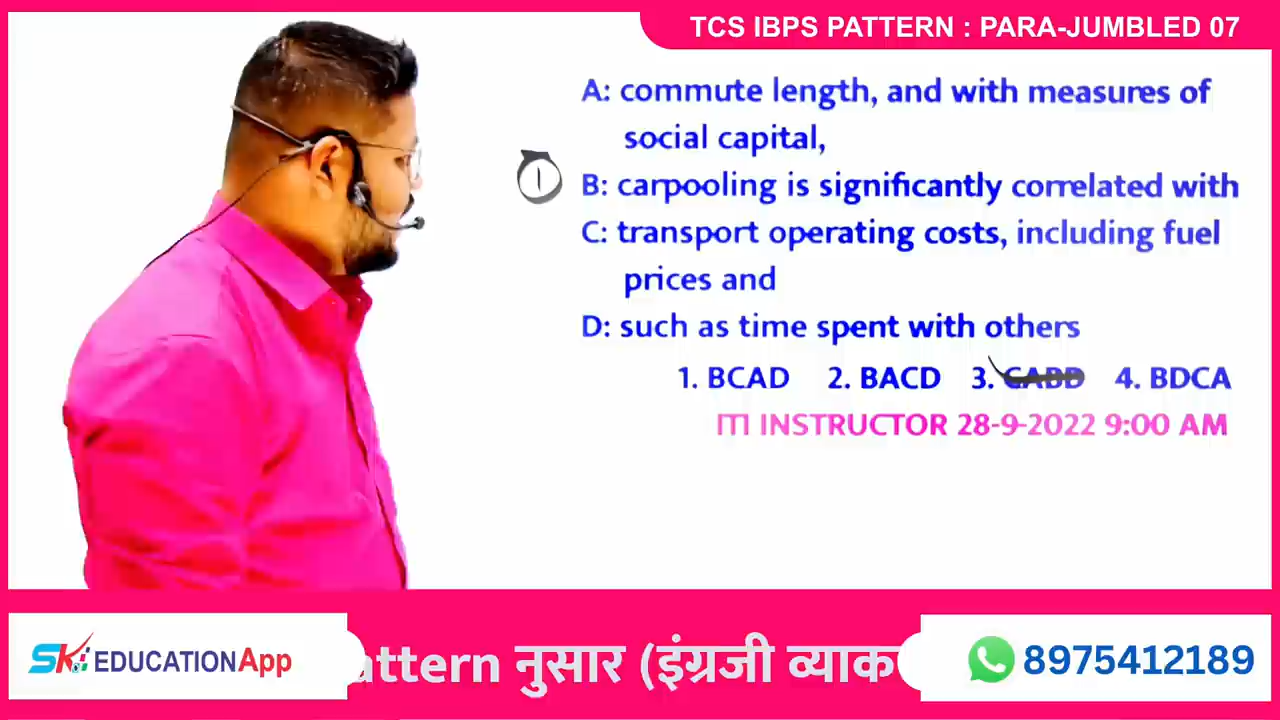 TCS IBPS PATTERN : PARA-JUMBLED 07
A: commute length, and with measures of
social capital,
1
B: carpooling is significantly correlated with
C: transport operating costs, including fuel
prices and
D: such as time spent with others
1. BCAD 2. BACD 3. CABD 4. BDCA
ITI INSTRUCTOR 28-9-2022 9:00 AM
SK EDUCATIONApp
attern नुसार (इंग्रजी व्याक
8975412189